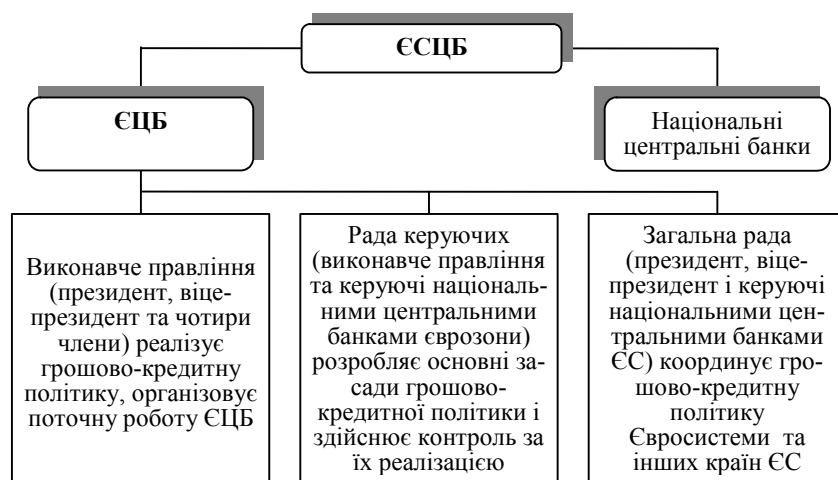 ЄСЦБ
ЄЦБ
Національні
центральні банки
Виконавче правління
(президент, віце-
президент та чотири
члени) реалізує
грошово-кредитну
політику, організовує
поточну роботу ЄЦБ
Рада керуючих
(виконавче правління
та керуючі національ-
ними центральними
банками єврозони)
розробляє основні за-
сади грошово-
кредитної політики і
здійснює контроль за
їх реалізацією
Загальна рада
(президент, віце-
президент і керуючі
національними цен-
тральними банками
ЄС) координує гро-
шово-кредитну
політику
Євросистеми та
інших країн ЄС